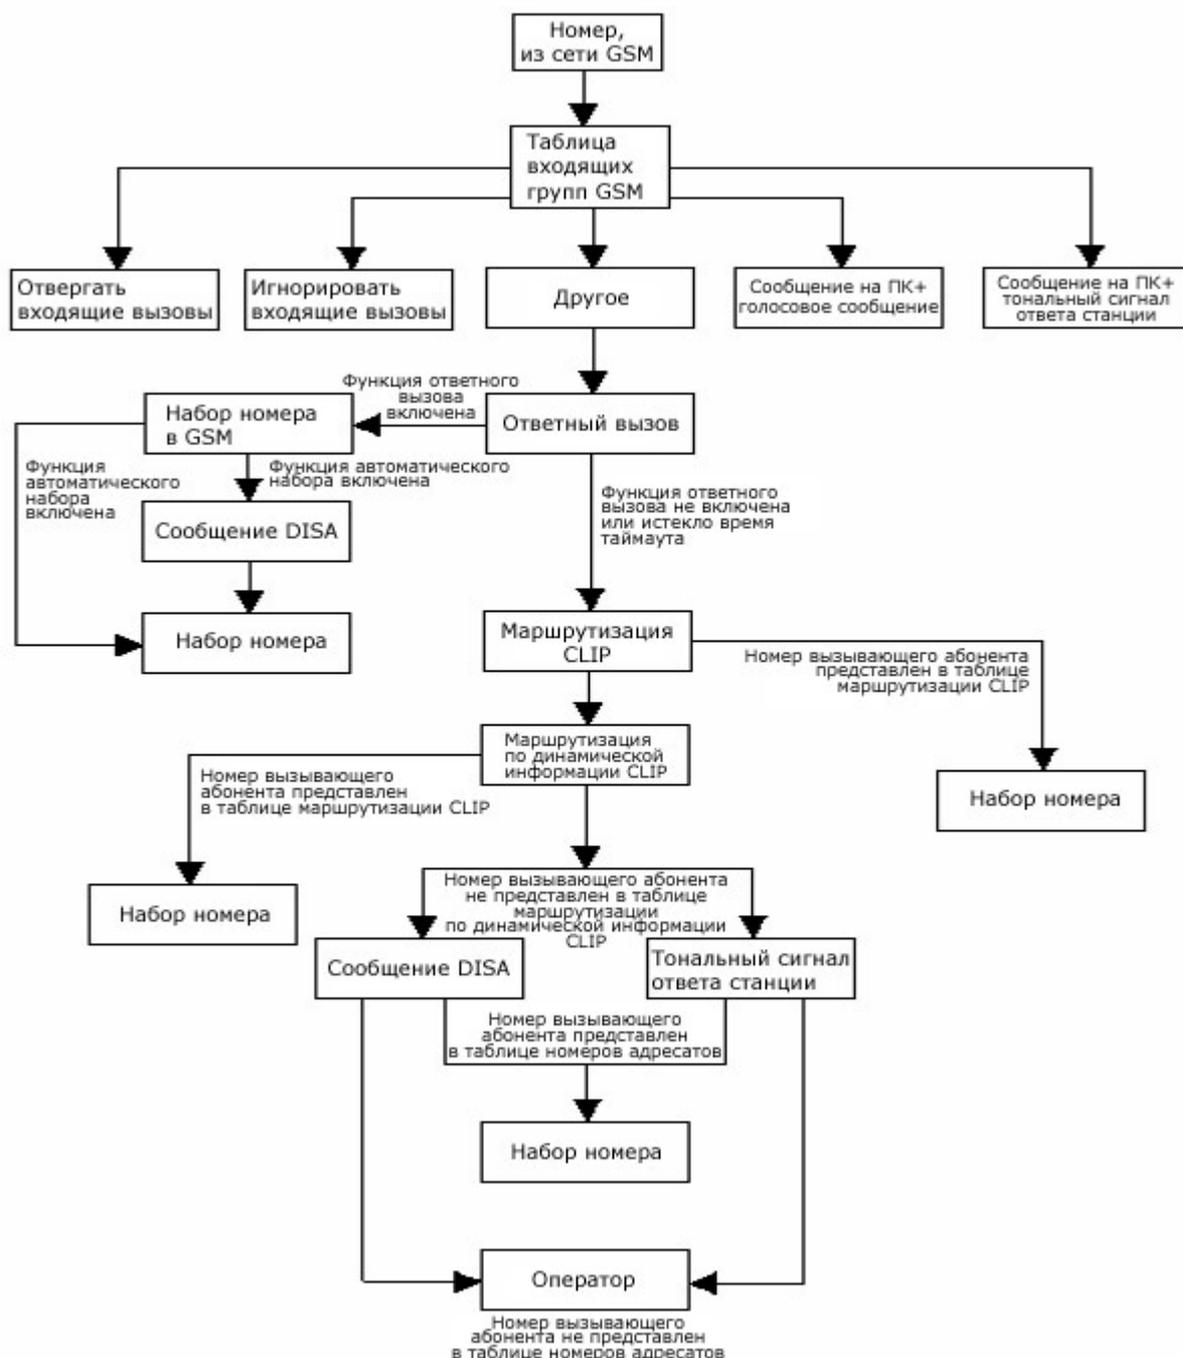 Номер,
из сети GSM
Таблица
входящих
групп GSM
Отвергать
входящие вызовы
Игнорировать
входящие вызовы
Другое
Сообщение на ПК+
голосовое сообщение
Сообщение на ПК+
тональный сигнал
ответа станции
Функция ответного
вызова
включена
Набор номера
в GSM
Ответный вызов
Функция
автоматического
набора
включена
Функция автоматического
набора включена
Функция ответного
вызова не включена
или истекло время
таймаута
Сообщение DISA
Набор номера
Маршрутизация
CLIP
Номер вызывающего абонента
представлен в таблице
маршрутизации CLIP
Маршрутизация
по динамической
информации CLIP
Номер вызывающего
абонента представлен
в таблице маршрутизации CLIP
Набор номера
Набор номера
Номер вызывающего абонента
не представлен в таблице
маршрутизации
по динамической информации
CLIP
Сообщение DISA
Тональный сигнал
ответа станции
Номер вызывающего
абонента представлен
в таблице номеров адресатов
Набор номера
Оператор
Номер вызывающего
абонента не представлен
в таблице номеров адресатов